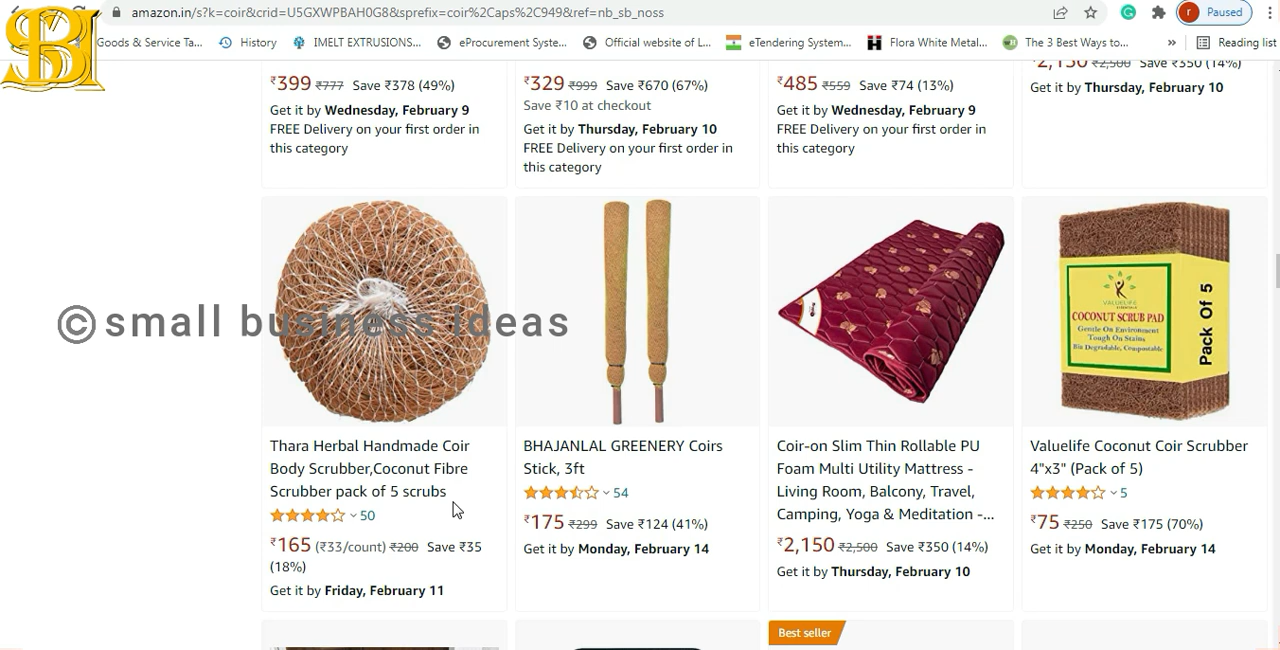 amazon.in/s?k=coir&crid=U5GXWPBAH0G8&sprefix=coir%2Caps%2C949&ref=nb_sb_noss
r Paused
SBI
Goods & Service Ta...
History
IMELT EXTRUSIONS...
eProcurement Syste...
Official website of L...
eTendering System...
Flora White Metal...
The 3 Best Ways to...
»
Reading list
₹399 ₹777 Save ₹378 (49%)
Get it by Wednesday, February 9
FREE Delivery on your first order in
this category
₹329 ₹999 Save ₹670 (67%)
Save ₹10 at checkout
Get it by Thursday, February 10
FREE Delivery on your first order in
this category
₹485 ₹559 Save ₹74 (13%)
Get it by Wednesday, February 9
FREE Delivery on your first order in
this category
₹2,150 ₹2,500 Save ₹350 (14%)
Get it by Thursday, February 10
© small business ideas
VALUELIFE
COCONUT SCRUB PAD
Gentle On Environment
Tough On Stains
Bio Degradable, Compostable
Pack Of 5
Thara Herbal Handmade Coir
Body Scrubber,Coconut Fibre
Scrubber pack of 5 scrubs
50
₹165 (₹33/count) ₹200 Save ₹35
(18%)
Get it by Friday, February 11
BHAJANLAL GREENERY Coirs
Stick, 3ft
54
₹175 ₹299 Save ₹124 (41%)
Get it by Monday, February 14
Coir-on Slim Thin Rollable PU
Foam Multi Utility Mattress -
Living Room, Balcony, Travel,
Camping, Yoga & Meditation -...
₹2,150 ₹2,500 Save ₹350 (14%)
Get it by Thursday, February 10
Valuelife Coconut Coir Scrubber
4"x3" (Pack of 5)
5
₹75 ₹250 Save ₹175 (70%)
Get it by Monday, February 14
Best seller